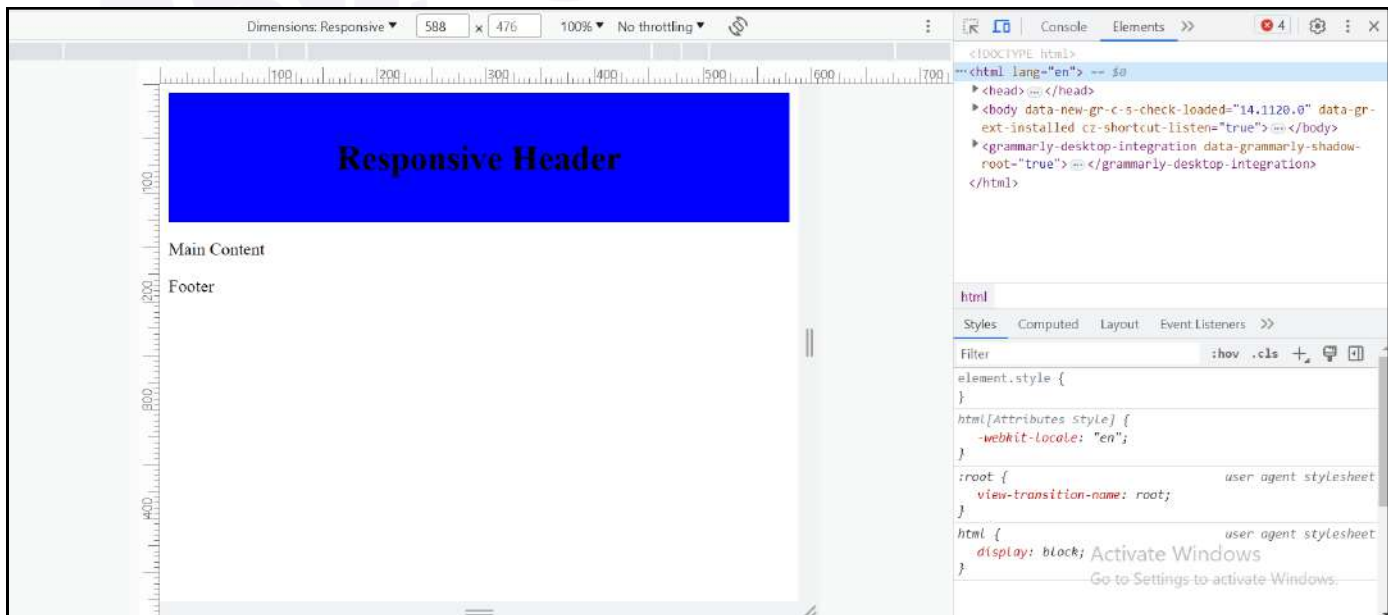 Dimensions: Responsive ▼ 588 x 476 100% ▼ No throttling ▼
Console Elements 4
100 200 300 400 500 600 700
<!DOCTYPE html>
<html lang="en"> == $0
<head> </head>
<body data-new-gr-c-s-check-loaded="14.1120.0" data-gr-
ext-installed cz-shortcut-listen="true"> </body>
<grammarly-desktop-integration data-grammarly-shadow-
root="true"> </grammarly-desktop-integration>
</html>
100
200
300
400
Responsive Header
Main Content
Footer
html
Styles Computed Layout Event Listeners
Filter :hov .cls
element.style {
}
html[Attributes Style] {
-webkit-locale: "en";
}
:root { user agent stylesheet
view-transition-name: root;
}
html { user agent stylesheet
display: block;
}
Activate Windows
Go to Settings to activate Windows.